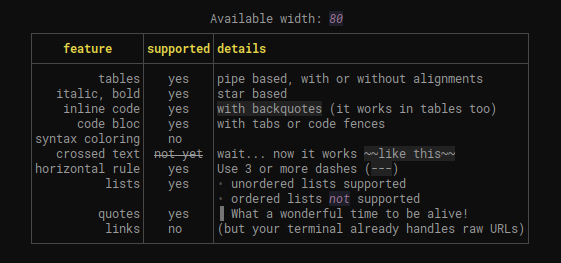 Available width: 80
feature supported details
tables yes pipe based, with or without alignments
italic, bold yes star based
inline code yes with backquotes (it works in tables too)
code bloc yes with tabs or code fences
syntax coloring no
crossed text not yet wait... now it works ~~like this~~
horizontal rule yes Use 3 or more dashes (---)
lists yes • unordered lists supported
• ordered lists not supported
quotes yes ▐ What a wonderful time to be alive!
links no (but your terminal already handles raw URLs)